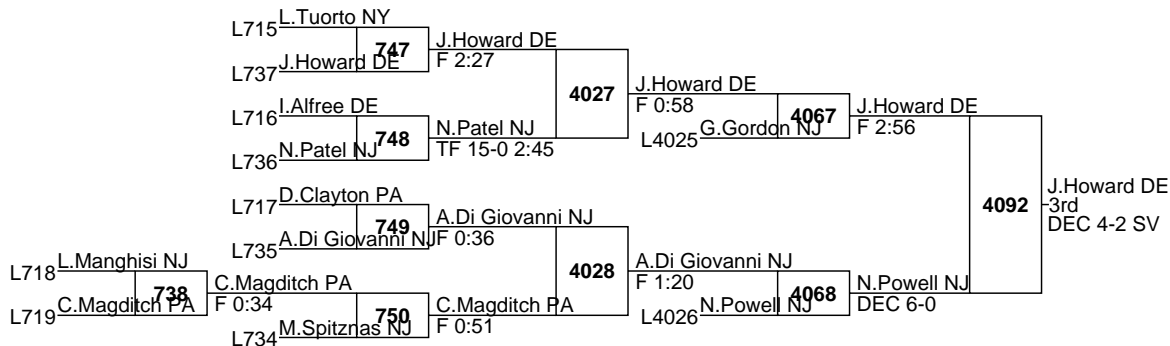 L715 L.Tuorto NY
747
L737 J.Howard DE
J.Howard DE
F 2:27
L716 I.Alfree DE
748
L736 N.Patel NJ
N.Patel NJ
TF 15-0 2:45
4027
J.Howard DE
F 0:58
L4025 G.Gordon NJ
4067
J.Howard DE
F 2:56
L717 D.Clayton PA
749
L735 A.Di Giovanni NJ
A.Di Giovanni NJ
F 0:36
L718 L.Manghisi NJ
738
L719 C.Magditch PA
C.Magditch PA
F 0:34
750
L734 M.Spitznas NJ
C.Magditch PA
F 0:51
4028
A.Di Giovanni NJ
F 1:20
L4026 N.Powell NJ
4068
N.Powell NJ
DEC 6-0
4092
J.Howard DE
3rd
DEC 4-2 SV